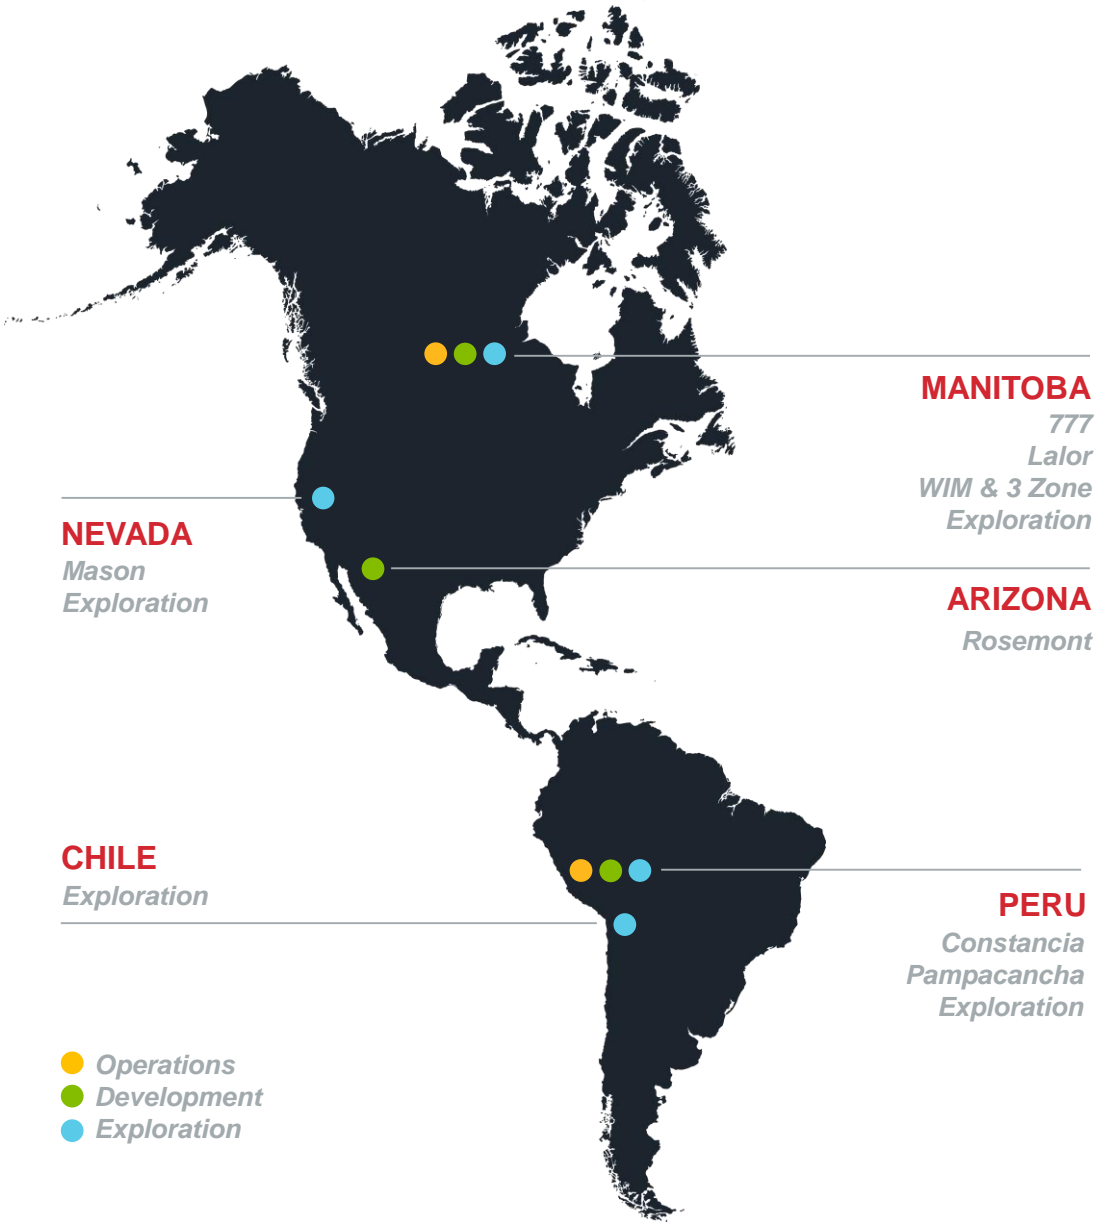 MANITOBA
777
Lalor
WIM & 3 Zone
Exploration
NEVADA
Mason
Exploration
ARIZONA
Rosemont
CHILE
Exploration
PERU
Constancia
Pampacancha
Exploration
Operations
Development
Exploration